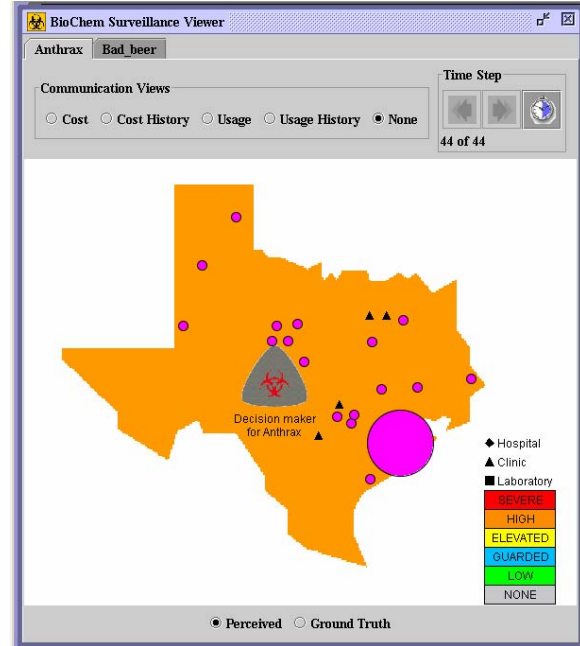 BioChem Surveillance Viewer
Anthrax
Bad_beer
Communication Views
Cost
Cost History
Usage
Usage History
None
Time Step
44 of 44
Decision maker
for Anthrax
Hospital
Clinic
Laboratory
SEVERE
HIGH
ELEVATED
GUARDED
LOW
NONE
Perceived
Ground Truth